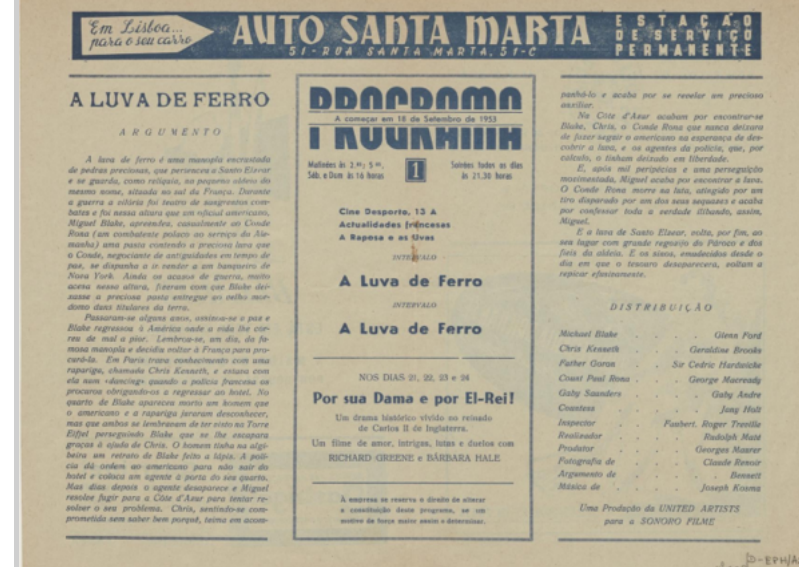 Em Lisboa...
para o seu carro
AUTO SANTA MARTA
51-RUA SANTA MARTA, 51-C
ESTAÇÃO
DE SERVIÇO
PERMANENTE
A LUVA DE FERRO
ARGUMENTO
A luva de ferro é uma manopla encrustada
de pedras preciosas, que pertenceu a Santo Elzear
e se guarda, como relíquia, na pequena aldeia do
mesmo nome, situada no sul da França. Durante
a guerra a vitória foi teatro de sangrentos com-
bates e foi nessa altura que um oficial americano,
Miguel Blake, apreendeu, casualmente ao Conde
Rona (um combatente polaco ao serviço da Ale-
manha) uma pasta contendo a preciosa luva que
o Conde, negociante de antiguidades em tempo de
paz, se dispunha a ir vender a um banqueiro de
Nova York. Ainda os acasos de guerra, muito
acesa nessa altura, fizeram com que Blake dei-
xasse a preciosa pasta entregue ao velho mor-
domo duns titulares da terra.
Passaram-se alguns anos, assinou-se a paz e
Blake regressou à América onde a vida lhe cor-
reu de mal a pior. Lembrou-se, um dia, da fa-
mosa manopla e decidiu voltar à França para pro-
curá-la. Em Paris trava conhecimento com uma
rapariga, chamada Chris Kenneth, e estava com
ela num «dancing» quando a polícia francesa os
procurou obrigando-os a regressar ao hotel. No
quarto de Blake apareceu morto um homem que
o americano e a rapariga juraram desconhecer,
mas que ambos se lembravam de ter visto na Torre
Eiffel perseguindo Blake que se lhe escapara
graças à ajuda de Chris. O homem tinha na algi-
beira um retrato de Blake feito a lápis. A polí-
cia dá ordem ao americano para não sair do
hotel e coloca um agente à porta do seu quarto.
Mas dias depois o agente desaparece e Miguel
resolve fugir para a Côte d'Azur para tentar re-
solver o seu problema. Chris, sentindo-se com-
prometida sem saber bem porquê, teima em acom-
PROGRAMA
A começar em 18 de Setembro de 1953
Matinées às 2.as, 5.as,
Sáb. e Dom às 16 horas
1
Soirées todos os dias
às 21,30 horas
Cine Desporto, 13 A
Actualidades francesas
A Raposa e as Uvas
INTERVALO
A Luva de Ferro
INTERVALO
A Luva de Ferro
NOS DIAS 21, 22, 23 e 24
Por sua Dama e por El-Rei!
Um drama histórico vivido no reinado
de Carlos II de Inglaterra.
Um filme de amor, intrigas, lutas e duelos com
RICHARD GREENE e BÁRBARA HALE
A empresa se reserva o direito de alterar
a constituição deste programa, se um
motivo de força maior assim o determinar.
panhá-lo e acaba por se revelar um precioso
auxiliar.
Na Côte d'Azur acabam por encontrar-se
Blake, Chris, o Conde Rona que nunca deixara
de fazer seguir o americano na esperança de des-
cobrir a luva, e os agentes da polícia, que, por
calculo, o tinham deixado em liberdade.
E, após mil peripécias e uma perseguição
movimentada, Miguel acaba por encontrar a luva.
O Conde Rona morre na luta, atingido por um
tiro disparado por um dos seus sequazes e acaba
por confessar toda a verdade ilibando, assim,
Miguel.
E a luva de Santo Elzear, volta, por fim, ao
seu lugar com grande regozijo do Pároco e dos
fieis da aldeia. E os sinos, emudecidos desde o
dia em que o tesouro desaparecera, voltam a
repicar efusivamente.
DISTRIBUIÇÃO
Michael Blake . . . . Glenn Ford
Chris Kenneth . . . . Geraldine Brooks
Father Goron . . . Sir Cedric Hardwicke
Count Paul Rona . . . George Macready
Gaby Saunders . . . . Gaby Andre
Countess . . . . Jany Holt
Inspector . . Faubert. Roger Treville
Realizador . . . . Rudolph Maté
Produtor . . . . Georges Maurer
Fotografia de . . . . Claude Renoir
Argumento de . . . . Bennett
Música de . . . . Joseph Kosma
Uma Produção da UNITED ARTISTS
para a SONORO FILME
D-EPH/A